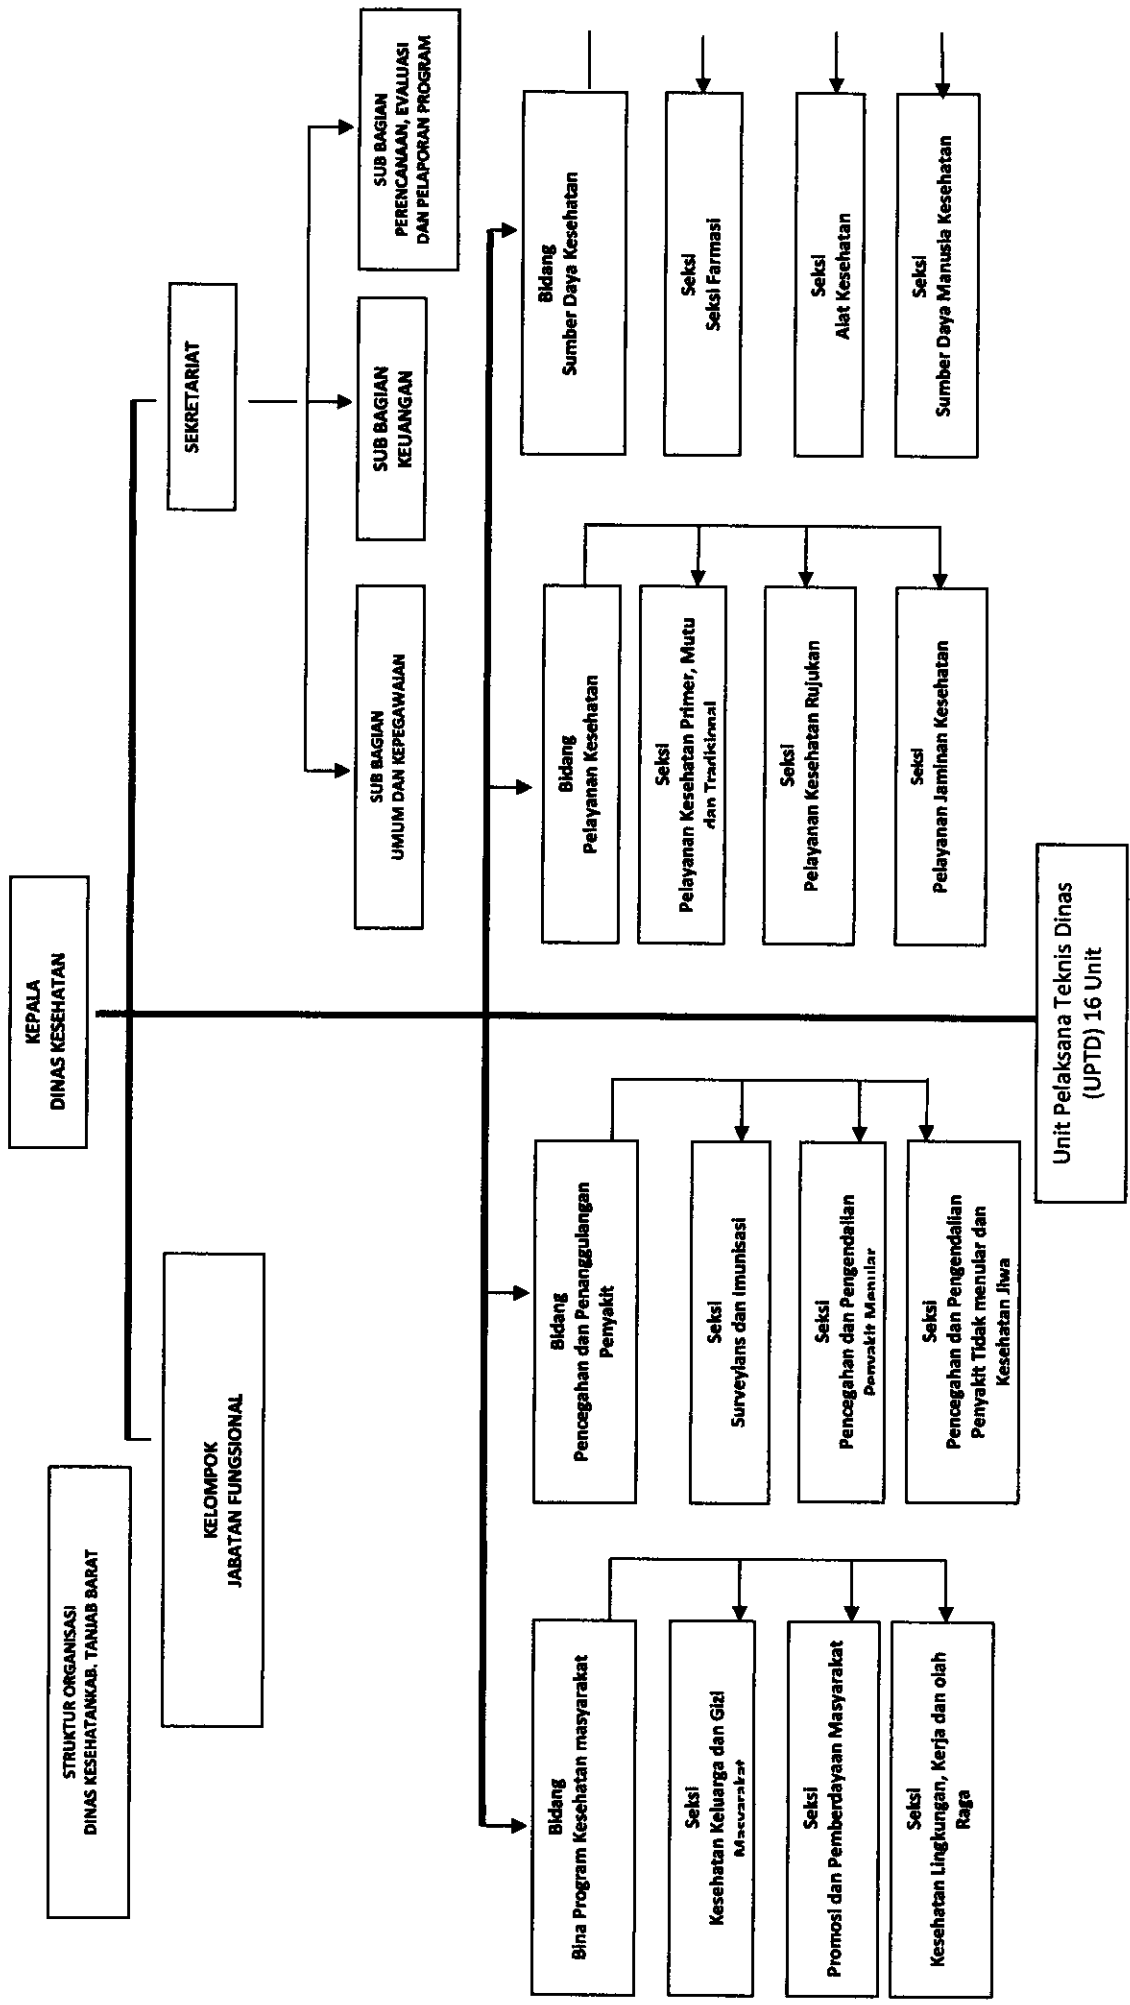 STRUKTUR ORGANISASI
DINAS KESEHATANKAB. TANJAB BARAT
KEPALA
DINAS KESEHATAN
KELOMPOK
JABATAN FUNGSIONAL
SEKRETARIAT
SUB BAGIAN
UMUM DAN KEPEGAWAIAN
SUB BAGIAN
KEUANGAN
SUB BAGIAN
PERENCANAAN, EVALUASI
DAN PELAPORAN PROGRAM
Bidang
Bina Program Kesehatan masyarakat
Seksi
Kesehatan Keluarga dan Gizi
Masyarakat
Seksi
Promosi dan Pemberdayaan Masyarakat
Seksi
Kesehatan Lingkungan, Kerja dan olah
Raga
Bidang
Pencegahan dan Penanggulangan
Penyakit
Seksi
Surveylans dan Imunisasi
Seksi
Pencegahan dan Pengendalian
Penyakit Menular
Seksi
Pencegahan dan Pengendalian
Penyakit Tidak menular dan
Kesehatan Jiwa
Bidang
Pelayanan Kesehatan
Seksi
Pelayanan Kesehatan Primer, Mutu
dan Tradisional
Seksi
Pelayanan Kesehatan Rujukan
Seksi
Pelayanan Jaminan Kesehatan
Bidang
Sumber Daya Kesehatan
Seksi
Seksi Farmasi
Seksi
Alat Kesehatan
Seksi
Sumber Daya Manusia Kesehatan
Unit Pelaksana Teknis Dinas
(UPTD) 16 Unit